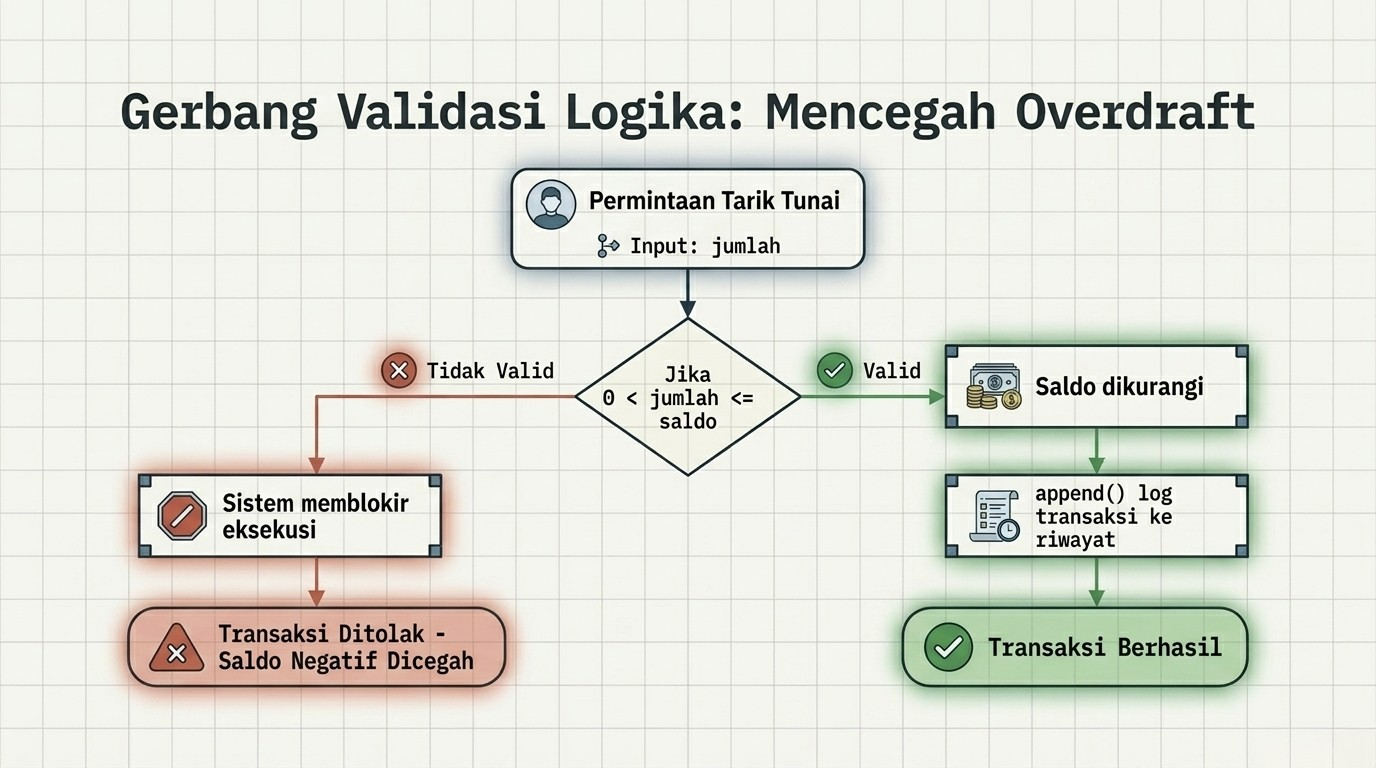 Gerbang Validasi Logika: Mencegah Overdraft
Permintaan Tarik Tunai
Input: jumlah
Tidak Valid
Jika
0 < jumlah <=
saldo
Valid
Saldo dikurangi
Sistem memblokir
eksekusi
append() log
transaksi ke
riwayat
Transaksi Ditolak -
Saldo Negatif Dicegah
Transaksi Berhasil